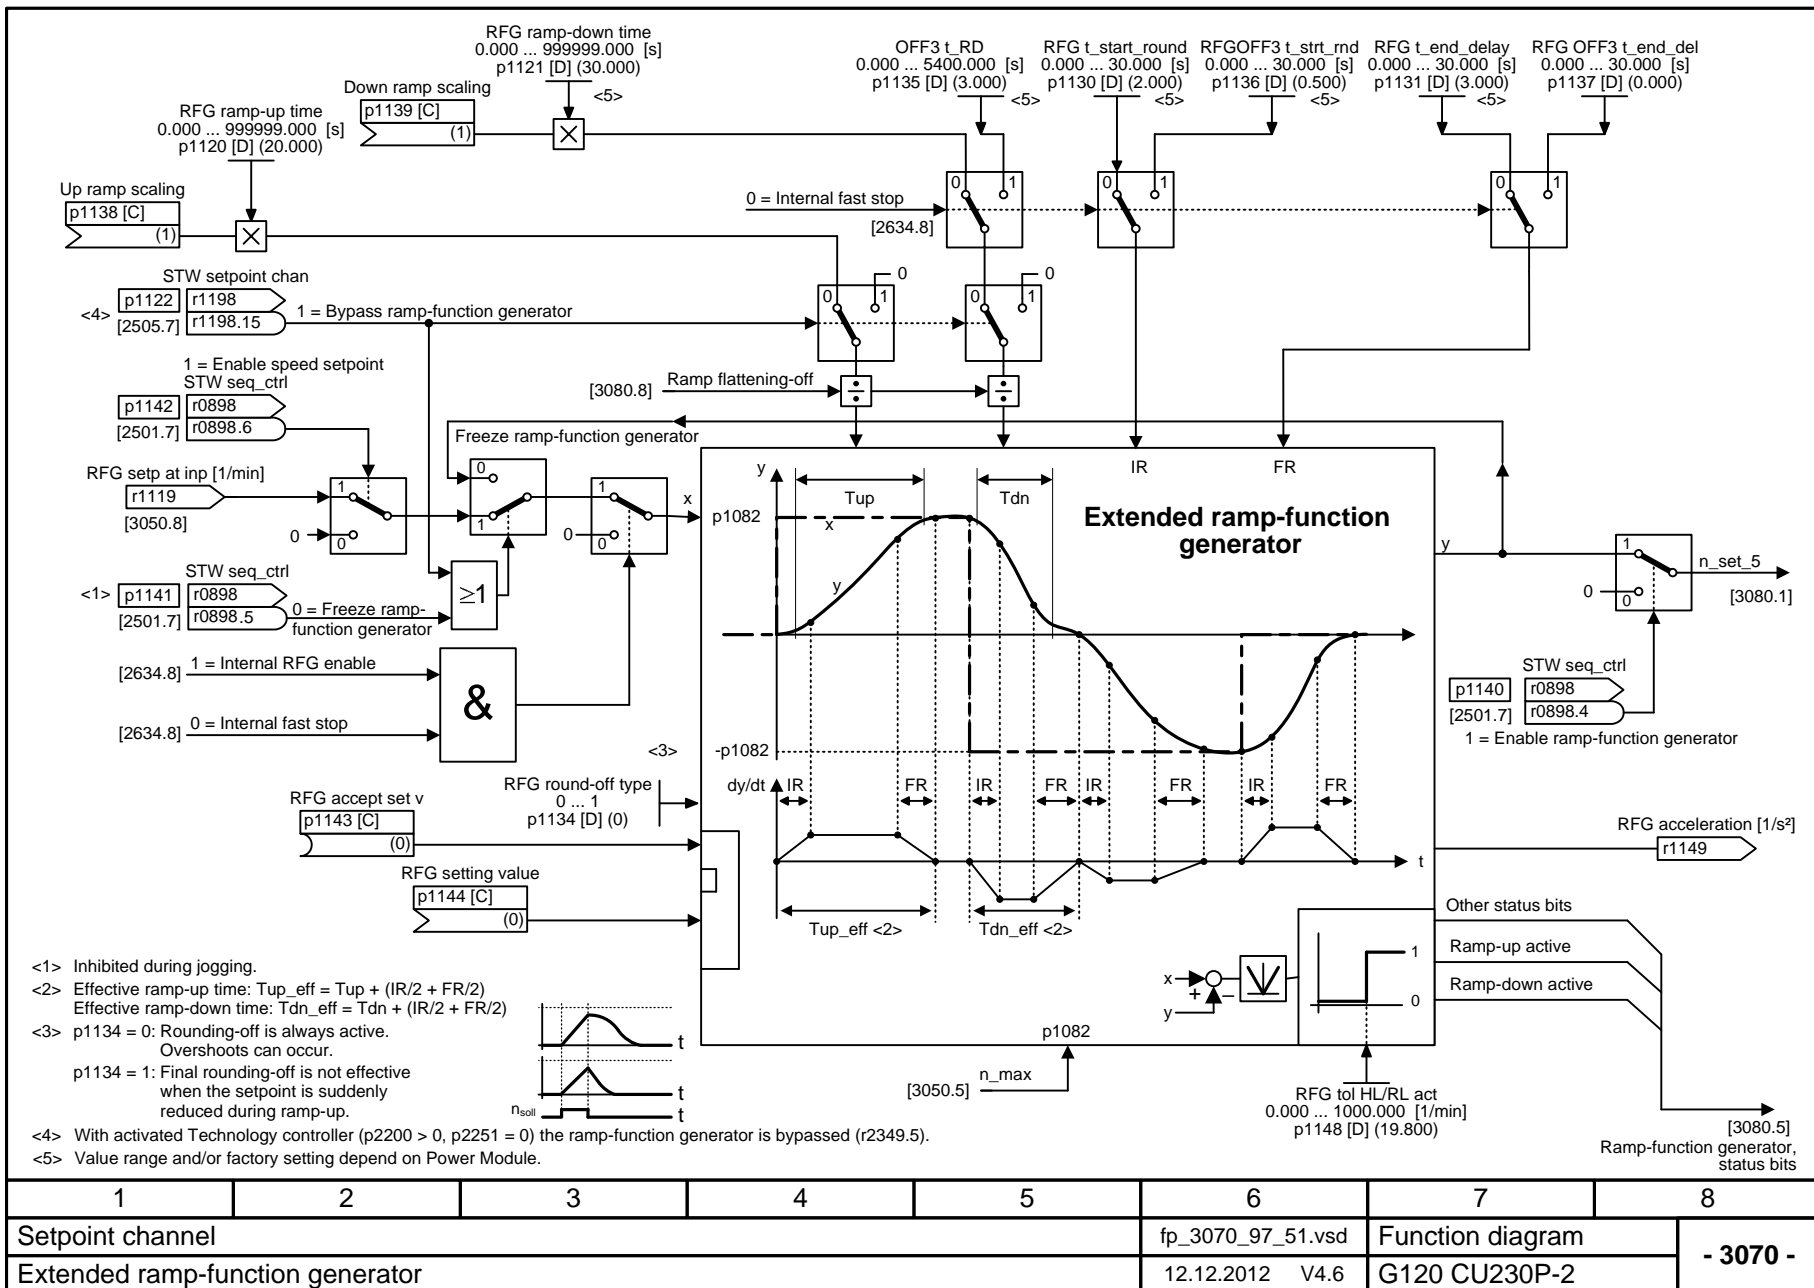 RFG ramp-down time
0.000 ... 999999.000 [s]
p1121 [D] (30.000)
<5>
Down ramp scaling
p1139 [C]
(1)
RFG ramp-up time
0.000 ... 999999.000 [s]
p1120 [D] (20.000)
Up ramp scaling
p1138 [C]
(1)
OFF3 t_RD
0.000 ... 5400.000 [s]
p1135 [D] (3.000)
<5>
RFG t_start_round
0.000 ... 30.000 [s]
p1130 [D] (2.000)
<5>
RFGOFF3 t_strt_rnd
0.000 ... 30.000 [s]
p1136 [D] (0.500)
<5>
RFG t_end_delay
0.000 ... 30.000 [s]
p1131 [D] (3.000)
<5>
RFG OFF3 t_end_del
0.000 ... 30.000 [s]
p1137 [D] (0.000)
0 = Internal fast stop
[2634.8]
0 1
0 1
0 1
STW setpoint chan
<4>
p1122
r1198
[2505.7]
r1198.15
1 = Bypass ramp-function generator
0 1
0
0 1
0
[3080.8]
Ramp flattening-off
÷
÷
1 = Enable speed setpoint
STW seq_ctrl
p1142
r0898
[2501.7]
r0898.6
Freeze ramp-function generator
RFG setp at inp [1/min]
r1119
[3050.8]
0
1
0
0
1
0
1
0
x
STW seq_ctrl
<1>
p1141
r0898
[2501.7]
r0898.5
0 = Freeze ramp-
function generator
≥1
[2634.8]
1 = Internal RFG enable
[2634.8]
0 = Internal fast stop
&
<3>
RFG round-off type
0 ... 1
p1134 [D] (0)
RFG accept set v
p1143 [C]
(0)
RFG setting value
p1144 [C]
(0)
IR
FR
Extended ramp-function
generator
y
Tup
Tdn
p1082
x
y
-p1082
dy/dt
IR
FR
IR
FR
IR
FR
IR
FR
t
Tup_eff <2>
Tdn_eff <2>
x
+
–
y
1
0
p1082
n_max
[3050.5]
RFG tol HL/RL act
0.000 ... 1000.000 [1/min]
p1148 [D] (19.800)
y
0
1
0
n_set_5
[3080.1]
STW seq_ctrl
p1140
r0898
[2501.7]
r0898.4
1 = Enable ramp-function generator
RFG acceleration [1/s²]
r1149
Other status bits
Ramp-up active
Ramp-down active
[3080.5]
Ramp-function generator,
status bits
<1> Inhibited during jogging.
<2> Effective ramp-up time: Tup_eff = Tup + (IR/2 + FR/2)
Effective ramp-down time: Tdn_eff = Tdn + (IR/2 + FR/2)
<3> p1134 = 0: Rounding-off is always active.
Overshoots can occur.
p1134 = 1: Final rounding-off is not effective
when the setpoint is suddenly
reduced during ramp-up.
t
t
n soll
t
<4> With activated Technology controller (p2200 > 0, p2251 = 0) the ramp-function generator is bypassed (r2349.5).
<5> Value range and/or factory setting depend on Power Module.
1 2 3 4 5 6 7 8
Setpoint channel
fp_3070_97_51.vsd
Function diagram
- 3070 -
Extended ramp-function generator
12.12.2012 V4.6
G120 CU230P-2